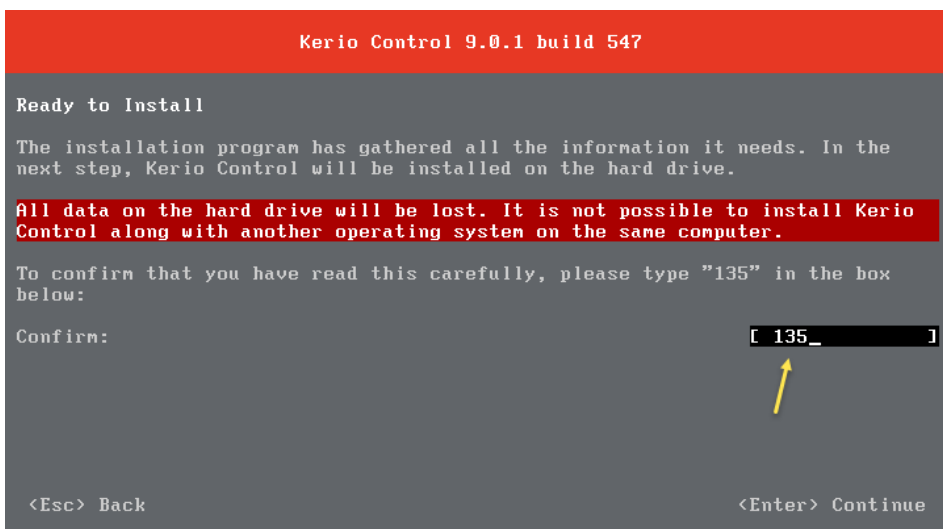 Kerio Control 9.0.1 build 547
Ready to Install
The installation program has gathered all the information it needs. In the
next step, Kerio Control will be installed on the hard drive.
All data on the hard drive will be lost. It is not possible to install Kerio
Control along with another operating system on the same computer.
To confirm that you have read this carefully, please type "135" in the box
below:
Confirm: [ 135_ ]
<Esc> Back <Enter> Continue